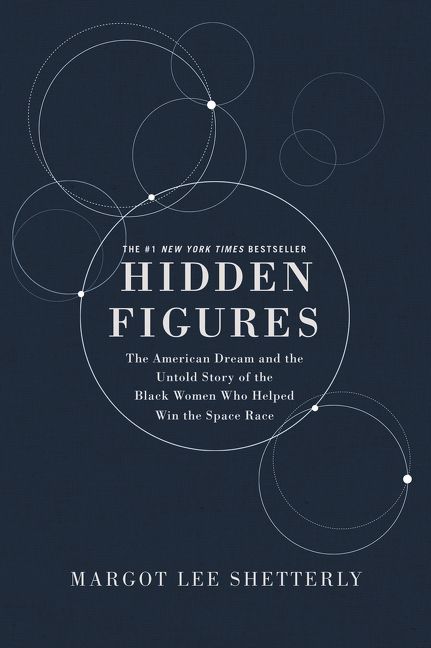 THE #1 NEW YORK TIMES BESTSELLER
HIDDEN
FIGURES
The American Dream and the
Untold Story of the
Black Women Who Helped
Win the Space Race
MARGOT LEE SHETTERLY